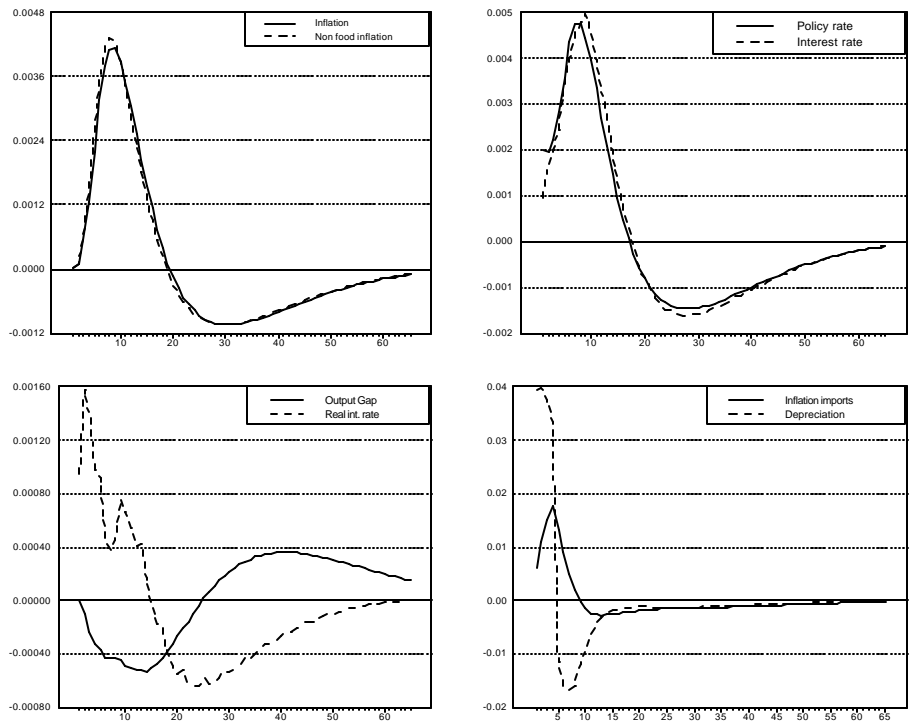 Inflation
Non food inflation
0.0048
0.0036
0.0024
0.0012
0.0000
-0.0012
10 20 30 40 50 60
Policy rate
Interest rate
0.005
0.004
0.003
0.002
0.001
0.000
-0.001
-0.002
10 20 30 40 50 60
Output Gap
Real int. rate
0.00160
0.00120
0.00080
0.00040
0.00000
-0.00040
-0.00080
10 20 30 40 50 60
Inflation imports
Depreciation
0.04
0.03
0.02
0.01
0.00
-0.01
-0.02
5 10 15 20 25 30 35 40 45 50 55 60 65